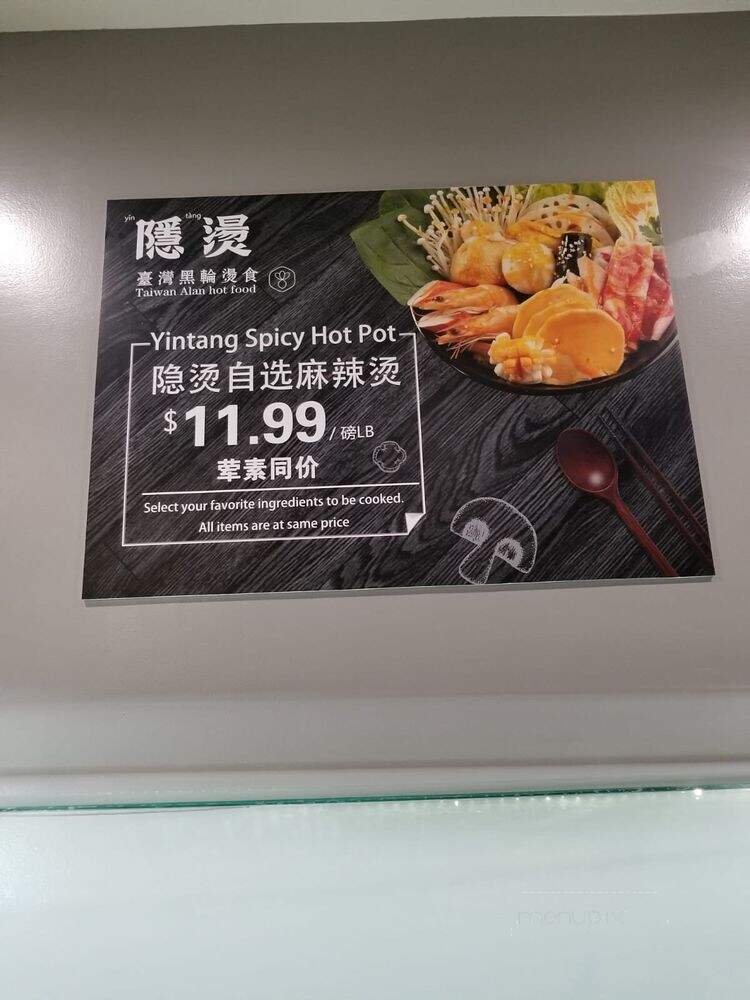 yīn tàng
隱燙
臺灣黑輪燙食
Taiwan Alan hot food
Yintang Spicy Hot Pot
隐烫自选麻辣烫
$11.99/磅LB
荤素同价
Select your favorite ingredients to be cooked.
All items are at same price
menupix